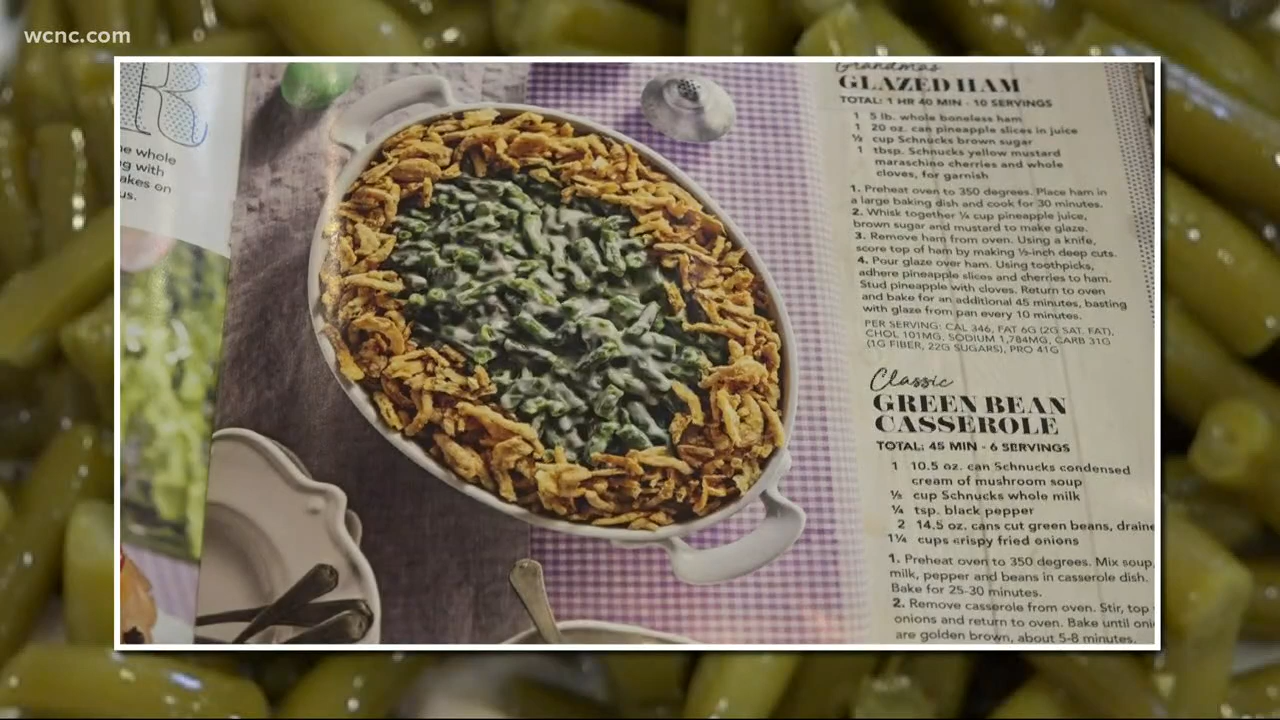 wcnc.com
R
he whole
ng with
akes on
us.
Grandma's
GLAZED HAM
TOTAL: 1 HR 40 MIN - 10 SERVINGS
1 5 lb. whole boneless ham
1 20 oz. can pineapple slices in juice
½ cup Schnucks brown sugar
1 tbsp. Schnucks yellow mustard
maraschino cherries and whole
cloves, for garnish
1. Preheat oven to 350 degrees. Place ham in
a large baking dish and cook for 30 minutes.
2. Whisk together ¼ cup pineapple juice,
brown sugar and mustard to make glaze.
3. Remove ham from oven. Using a knife,
score top of ham by making ½-inch deep cuts.
4. Pour glaze over ham. Using toothpicks,
adhere pineapple slices and cherries to ham.
Stud pineapple with cloves. Return to oven
and bake for an additional 45 minutes, basting
with glaze from pan every 10 minutes.
PER SERVING: CAL 346, FAT 6G (2G SAT. FAT),
CHOL 101MG, SODIUM 1,784MG, CARB 31G
(1G FIBER, 22G SUGARS), PRO 41G
Classic
GREEN BEAN
CASSEROLE
TOTAL: 45 MIN - 6 SERVINGS
1 10.5 oz. can Schnucks condensed
cream of mushroom soup
½ cup Schnucks whole milk
¼ tsp. black pepper
2 14.5 oz. cans cut green beans, draine
1¼ cups crispy fried onions
1. Preheat oven to 350 degrees. Mix soup,
milk, pepper and beans in casserole dish.
Bake for 25-30 minutes.
2. Remove casserole from oven. Stir, top
onions and return to oven. Bake until oni
are golden brown, about 5-8 minutes.